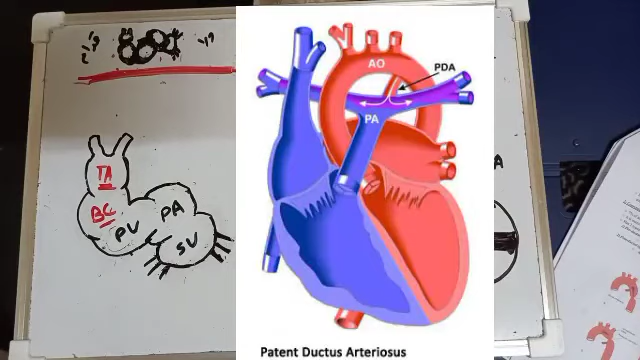 TA
BC
PV
PA
SV
AO
PDA
PA
Patent Ductus Arteriosus
A